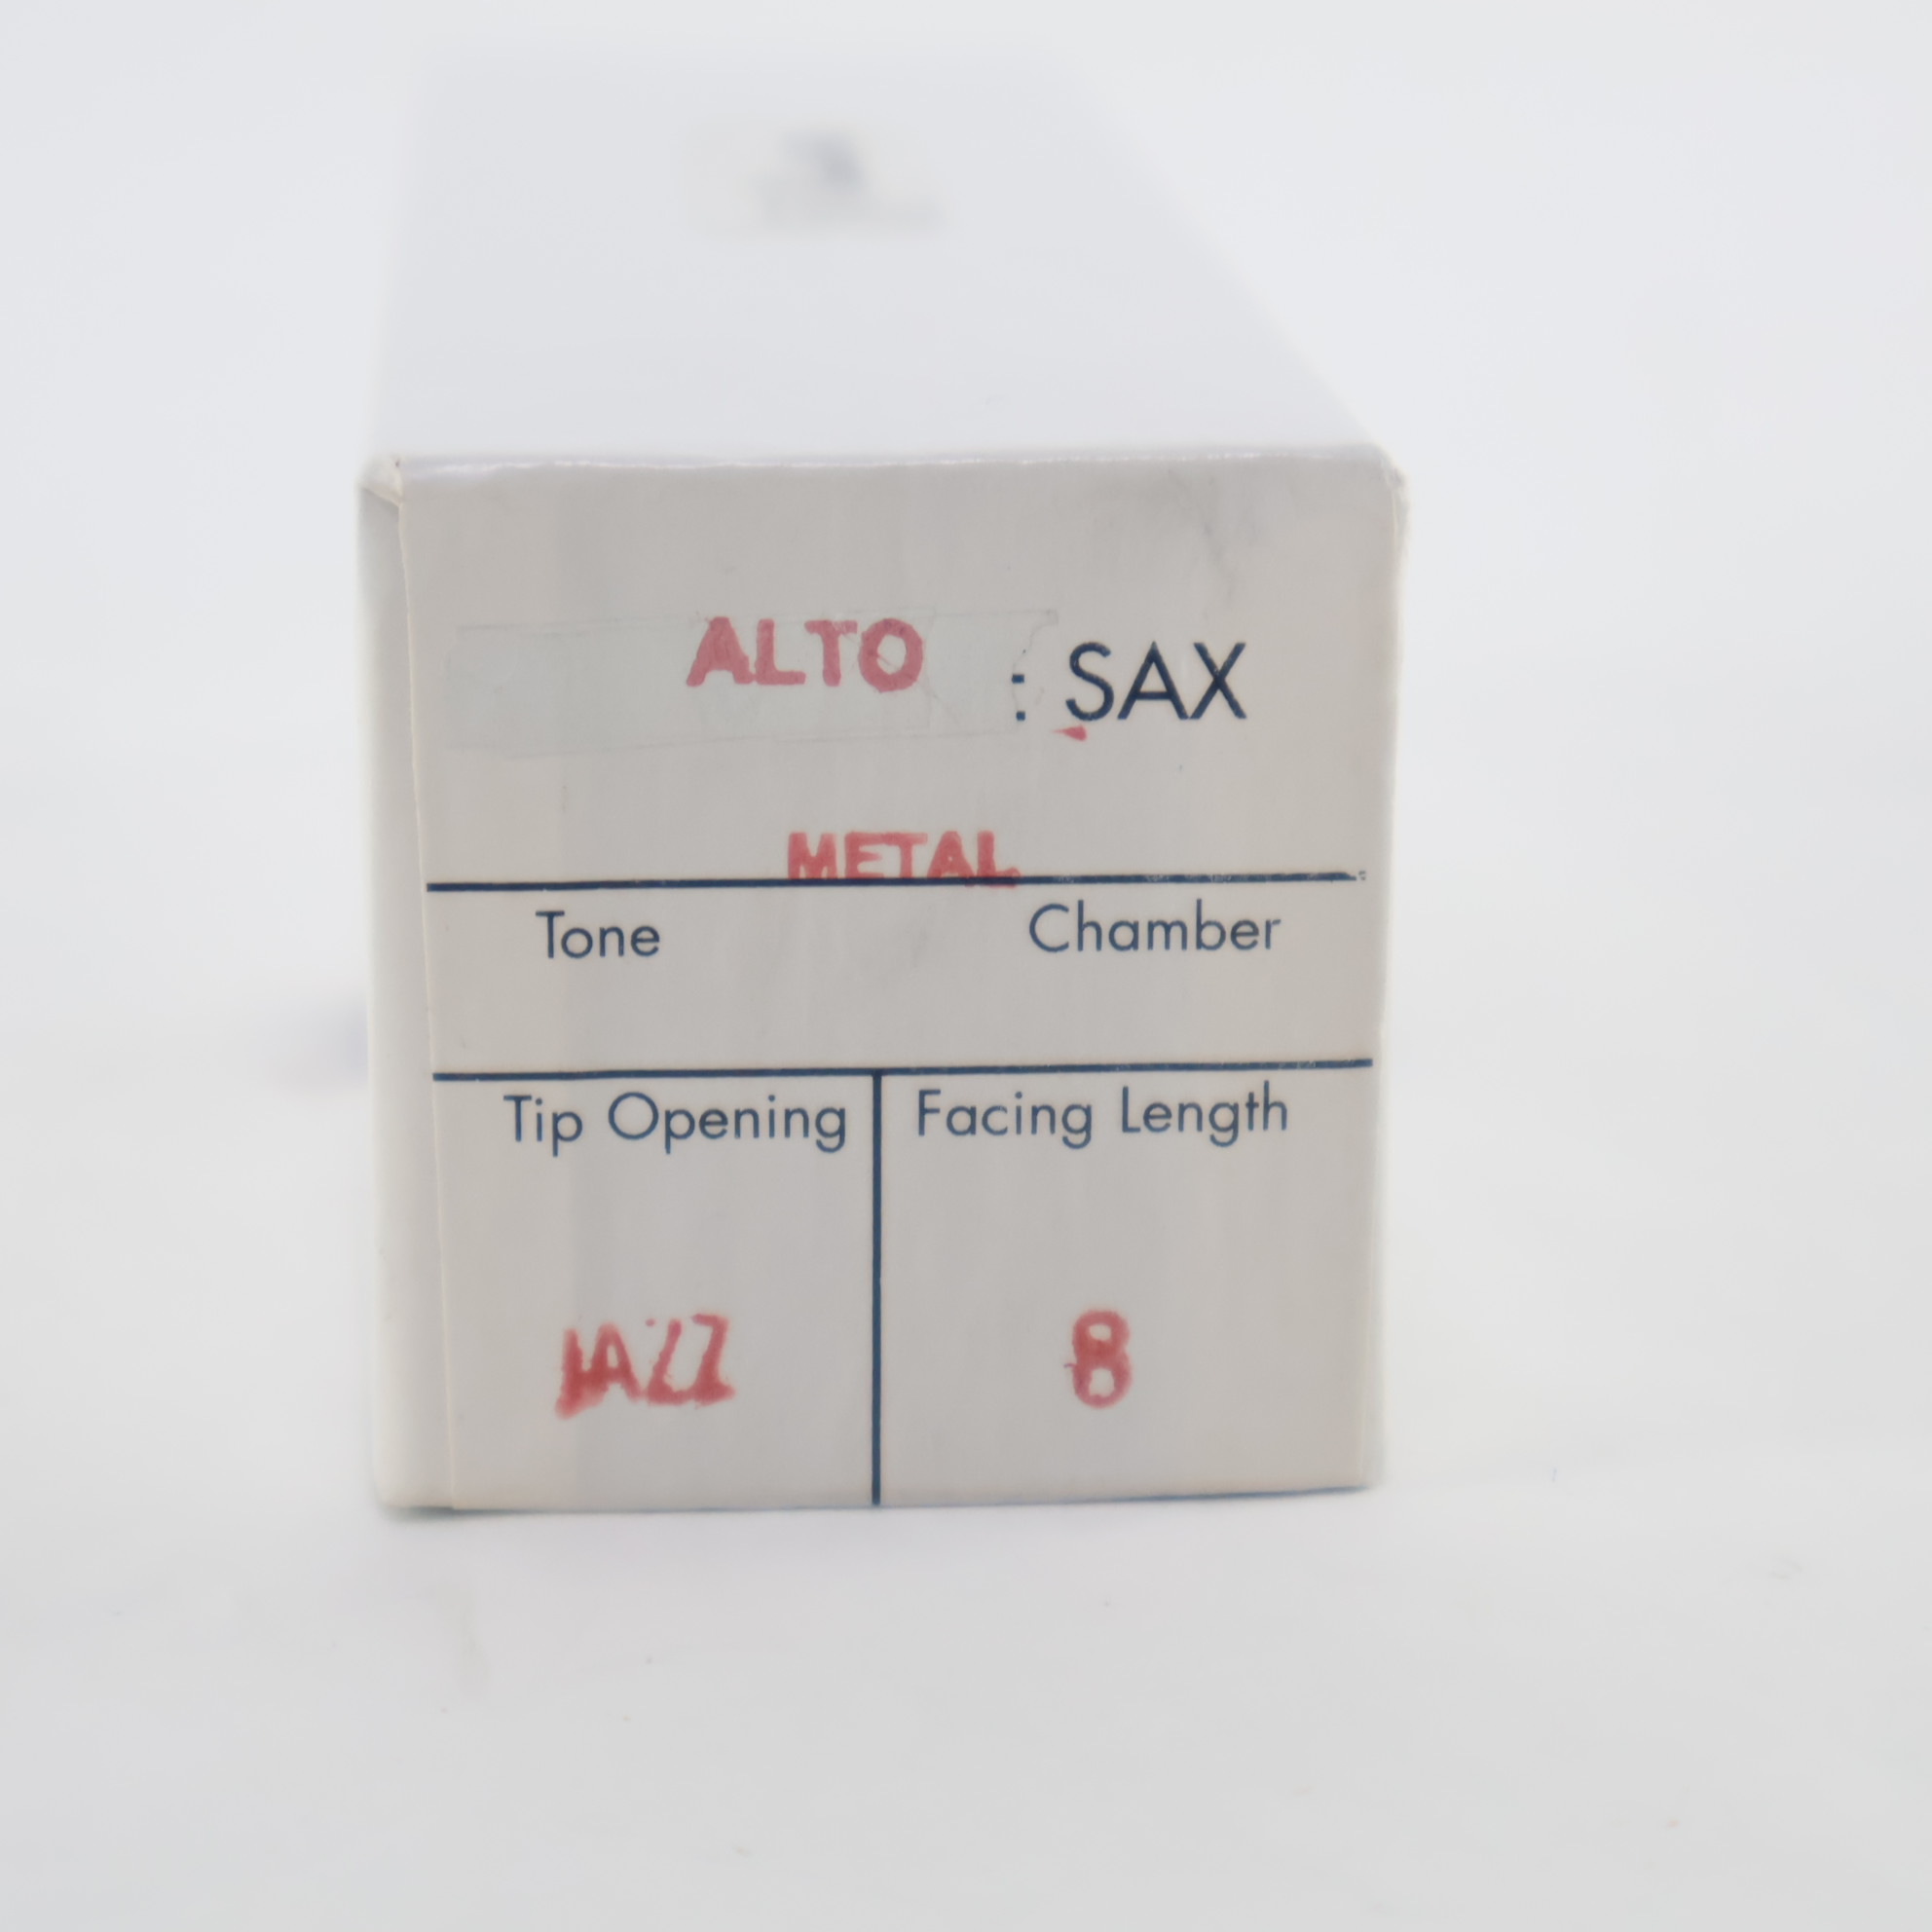 ALTO : SAX
METAL
Tone Chamber
Tip Opening Facing Length
JAZZ 8